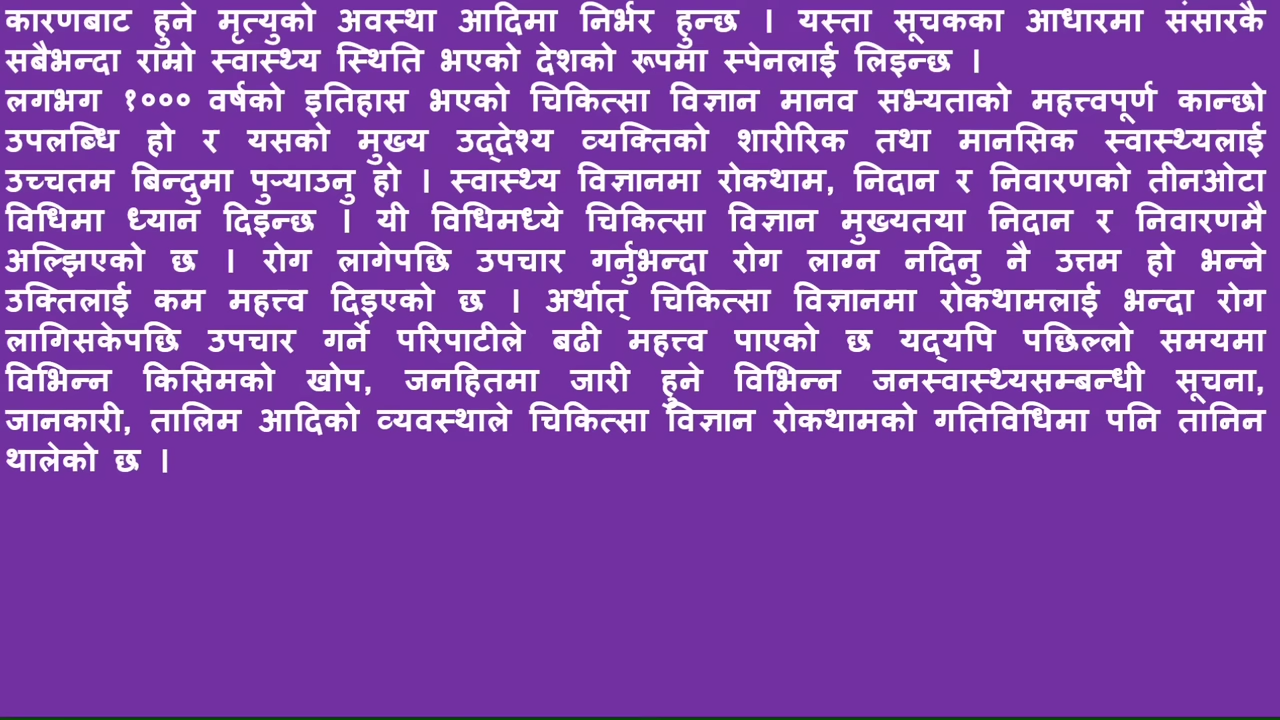 कारणबाट हुने मृत्युको अवस्था आदिमा निर्भर हुन्छ । यस्ता सूचकका आधारमा संसारकै
सबैभन्दा राम्रो स्वास्थ्य स्थिति भएको देशको रूपमा स्पेनलाई लिइन्छ ।
लगभग १००० वर्षको इतिहास भएको चिकित्सा विज्ञान मानव सभ्यताको महत्त्वपूर्ण कान्छो
उपलब्धि हो र यसको मुख्य उद्‌देश्य व्यक्तिको शारीरिक तथा मानसिक स्वास्थ्यलाई
उच्चतम बिन्दुमा पुऱ्याउनु हो । स्वास्थ्य विज्ञानमा रोकथाम, निदान र निवारणको तीनओटा
विधिमा ध्यान दिइन्छ । यी विधिमध्ये चिकित्सा विज्ञान मुख्यतया निदान र निवारणमै
अल्झिएको छ । रोग लागेपछि उपचार गर्नुभन्दा रोग लाग्न नदिनु नै उत्तम हो भन्ने
उक्तिलाई कम महत्त्व दिइएको छ । अर्थात् चिकित्सा विज्ञानमा रोकथामलाई भन्दा रोग
लागिसकेपछि उपचार गर्ने परिपाटीले बढी महत्त्व पाएको छ यद्‌यपि पछिल्लो समयमा
विभिन्न किसिमको खोप, जनहितमा जारी हुने विभिन्न जनस्वास्थ्यसम्बन्धी सूचना,
जानकारी, तालिम आदिको व्यवस्थाले चिकित्सा विज्ञान रोकथामको गतिविधिमा पनि तानिन
थालेको छ ।